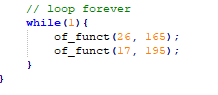 // loop forever
while(1){
of_funct(26, 165);
of_funct(17, 195);
}
}